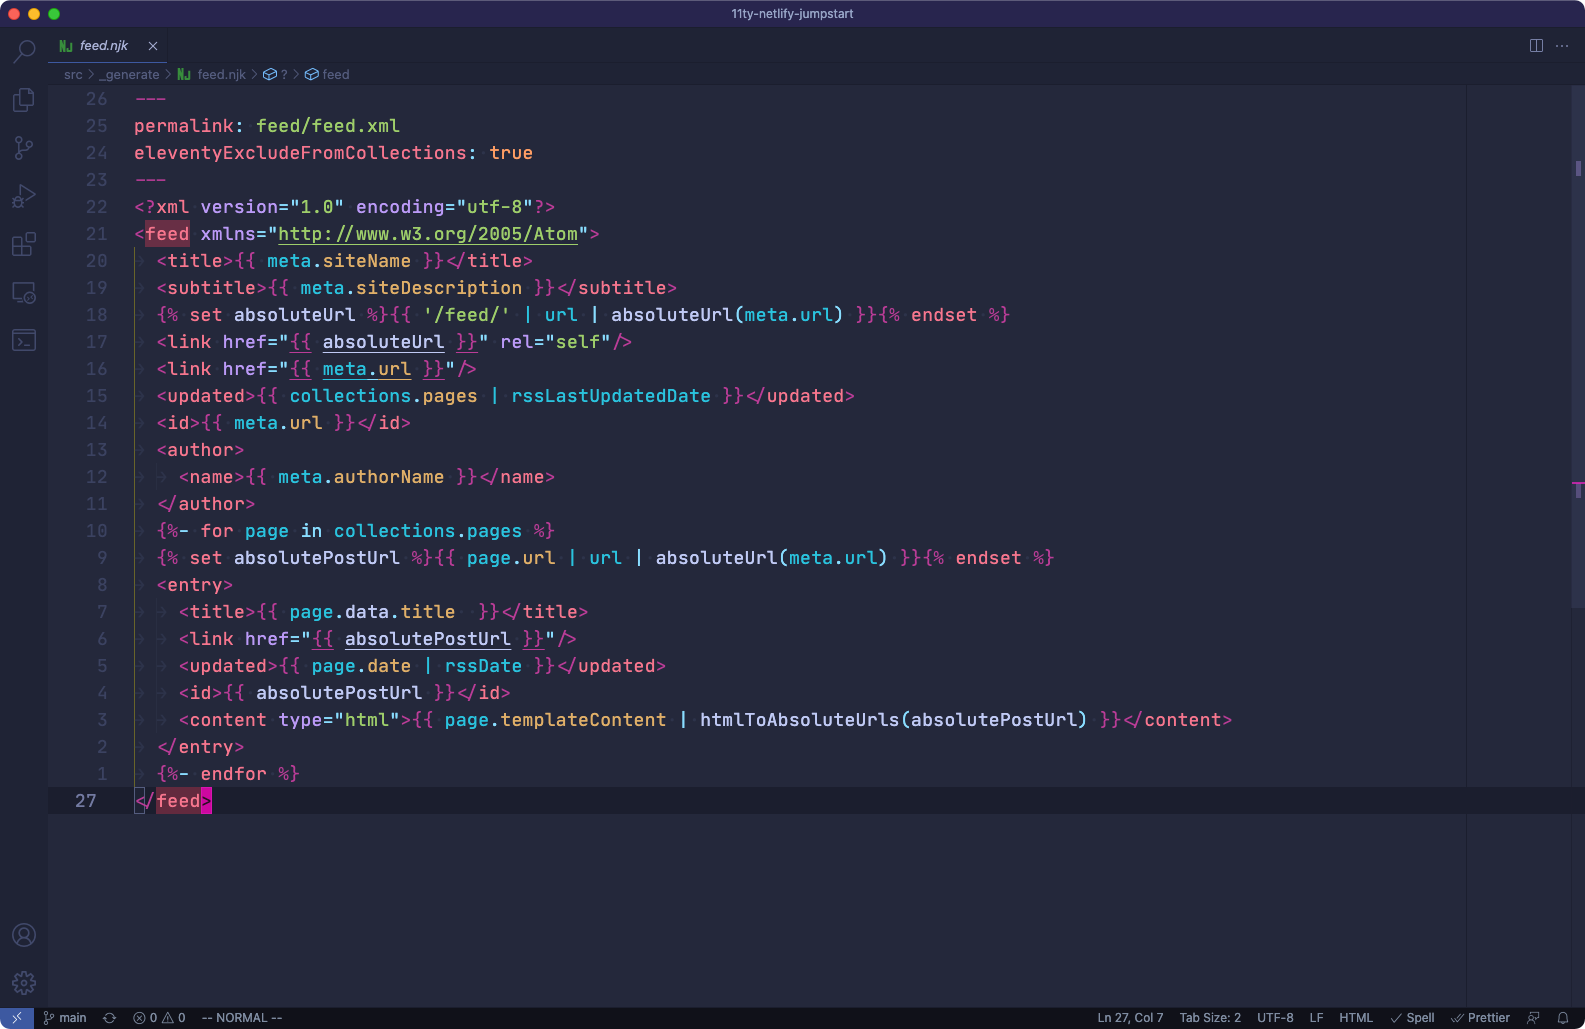 11ty-netlify-jumpstart
NJ feed.njk ×
src > _generate > NJ feed.njk > ? > feed
26 ---
25 permalink: feed/feed.xml
24 eleventyExcludeFromCollections: true
23 ---
22 <?xml version="1.0" encoding="utf-8"?>
21 <feed xmlns="http://www.w3.org/2005/Atom">
20 <title>{{ meta.siteName }}</title>
19 <subtitle>{{ meta.siteDescription }}</subtitle>
18 {% set absoluteUrl %}{{ '/feed/' | url | absoluteUrl(meta.url) }}{% endset %}
17 <link href="{{ absoluteUrl }}" rel="self"/>
16 <link href="{{ meta.url }}"/>
15 <updated>{{ collections.pages | rssLastUpdatedDate }}</updated>
14 <id>{{ meta.url }}</id>
13 <author>
12 <name>{{ meta.authorName }}</name>
11 </author>
10 {%- for page in collections.pages %}
9 {% set absolutePostUrl %}{{ page.url | url | absoluteUrl(meta.url) }}{% endset %}
8 <entry>
7 <title>{{ page.data.title  }}</title>
6 <link href="{{ absolutePostUrl }}"/>
5 <updated>{{ page.date | rssDate }}</updated>
4 <id>{{ absolutePostUrl }}</id>
3 <content type="html">{{ page.templateContent | htmlToAbsoluteUrls(absolutePostUrl) }}</content>
2 </entry>
1 {%- endfor %}
27 </feed>
main 0 0 -- NORMAL -- Ln 27, Col 7 Tab Size: 2 UTF-8 LF HTML Spell Prettier